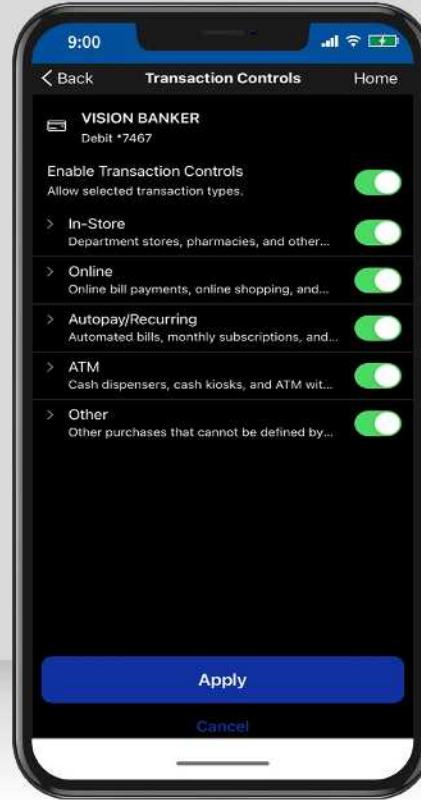 9:00
Back Transaction Controls Home
VISION BANKER
Debit *7467
Enable Transaction Controls
Allow selected transaction types.
In-Store
Department stores, pharmacies, and other...
Online
Online bill payments, online shopping, and...
Autopay/Recurring
Automated bills, monthly subscriptions, and...
ATM
Cash dispensers, cash kiosks, and ATM wit...
Other
Other purchases that cannot be defined by...
Apply
Cancel